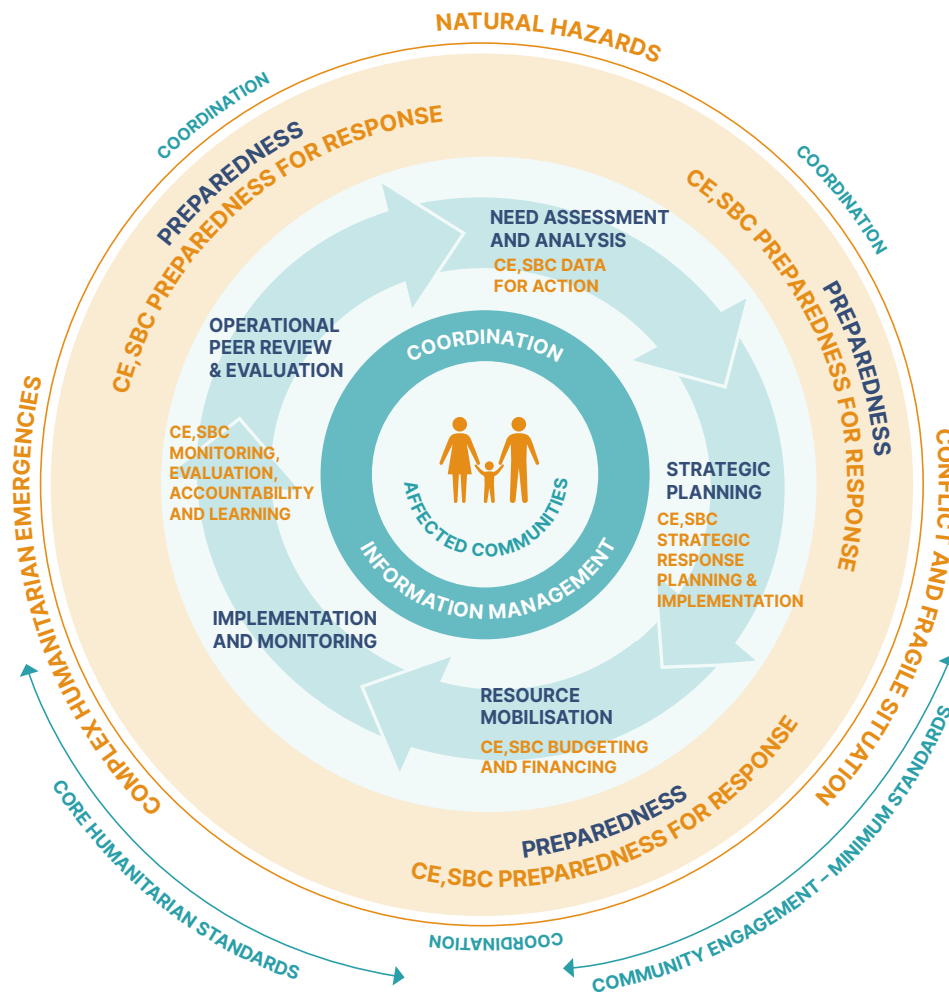 NATURAL HAZARDS
COORDINATION
COORDINATION
PREPAREDNESS
CE,SBC PREPAREDNESS FOR RESPONSE
PREPAREDNESS
CE,SBC PREPAREDNESS FOR RESPONSE
NEED ASSESSMENT
AND ANALYSIS
CE,SBC DATA
FOR ACTION
OPERATIONAL
PEER REVIEW
& EVALUATION
CE,SBC
MONITORING,
EVALUATION,
ACCOUNTABILITY
AND LEARNING
COORDINATION
AFFECTED COMMUNITIES
INFORMATION MANAGEMENT
STRATEGIC
PLANNING
CE,SBC
STRATEGIC
RESPONSE
PLANNING &
IMPLEMENTATION
IMPLEMENTATION
AND MONITORING
RESOURCE
MOBILISATION
CE,SBC BUDGETING
AND FINANCING
PREPAREDNESS
CE,SBC PREPAREDNESS FOR RESPONSE
COMPLEX HUMANITARIAN EMERGENCIES
CONFLICT AND FRAGILE SITUATION
CORE HUMANITARIAN STANDARDS
COORDINATION
COMMUNITY ENGAGEMENT – MINIMUM STANDARDS